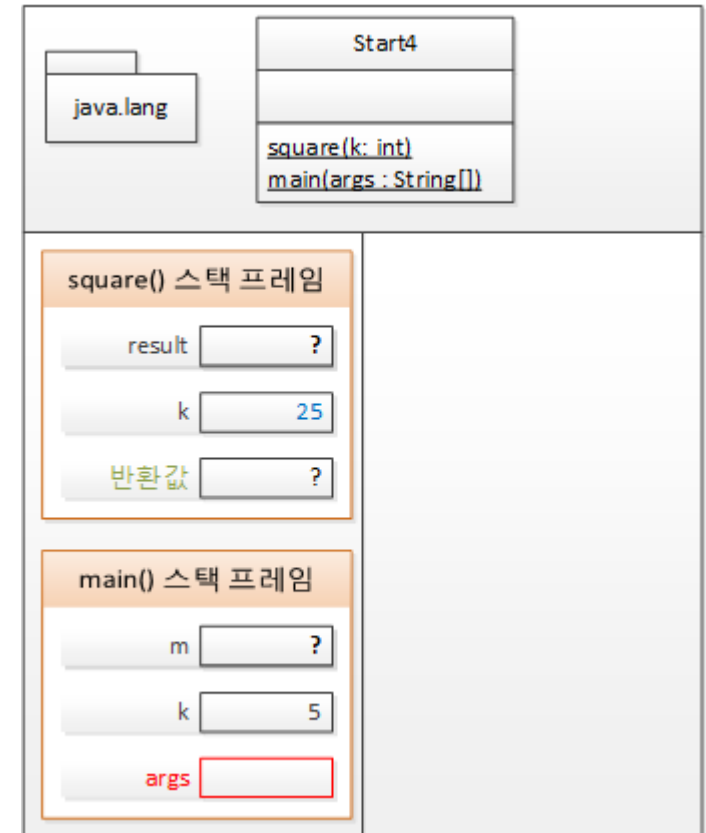 java.lang
Start4
square(k: int)
main(args : String[])
square() 스택 프레임
result ?
k 25
반환값 ?
main() 스택 프레임
m ?
k 5
args